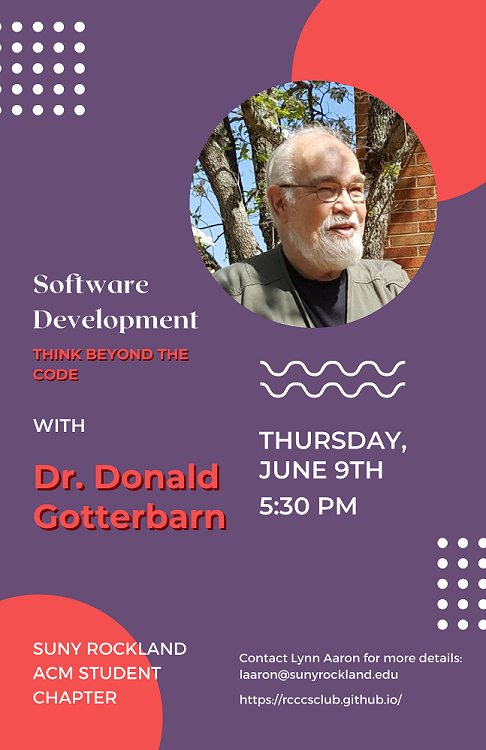 Software
Development
THINK BEYOND THE
CODE
WITH
Dr. Donald
Gotterbarn
THURSDAY,
JUNE 9TH
5:30 PM
SUNY ROCKLAND
ACM STUDENT
CHAPTER
Contact Lynn Aaron for more details:
laaron@sunyrockland.edu
https://rcccsclub.github.io/